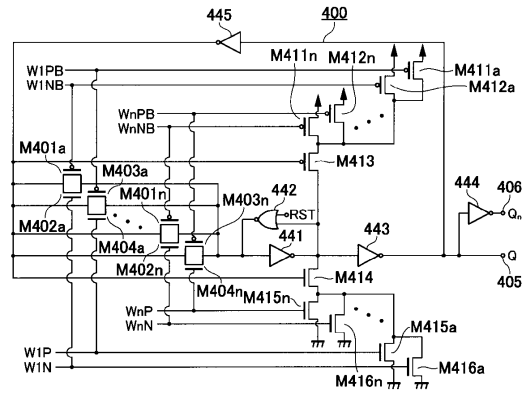 445
400
W1PB
W1NB
M411n
M412n
M411a
M412a
WnPB
WnNB
M401a
M403a
M413
M401n
M403n
442
RST
444
406
Qn
M402a
M404a
441
443
Q
405
M402n
M404n
M414
M415n
WnP
WnN
M415a
M416n
M416a
W1P
W1N